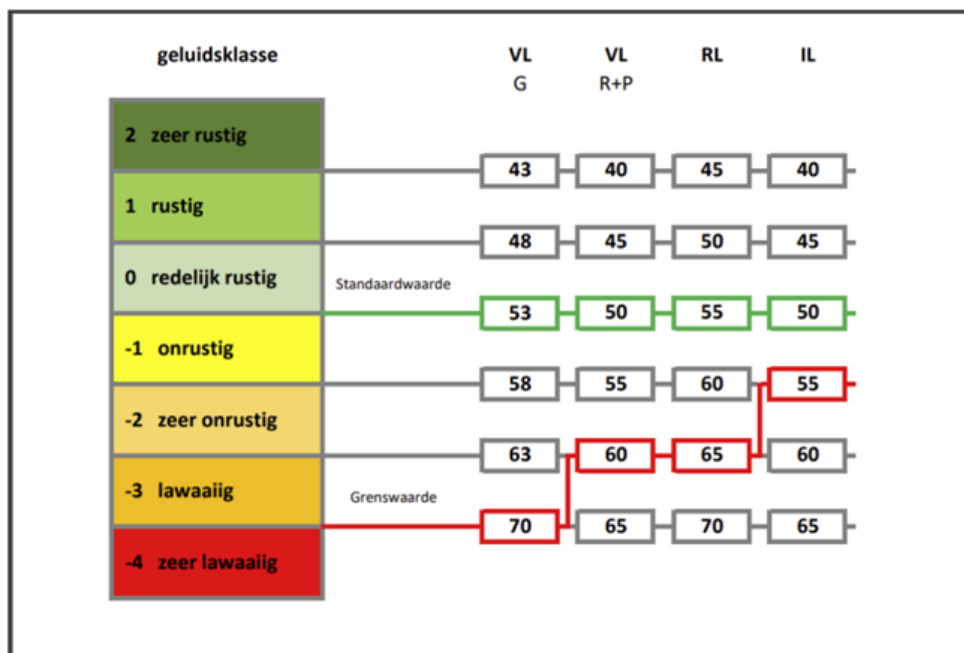 geluidsklasse VL VL RL IL
G R+P
2 zeer rustig
43 40 45 40
1 rustig
48 45 50 45
0 redelijk rustig Standaardwaarde
53 50 55 50
-1 onrustig
58 55 60 55
-2 zeer onrustig
63 60 65 60
-3 lawaaiig Grenswaarde
70 65 70 65
-4 zeer lawaaiig